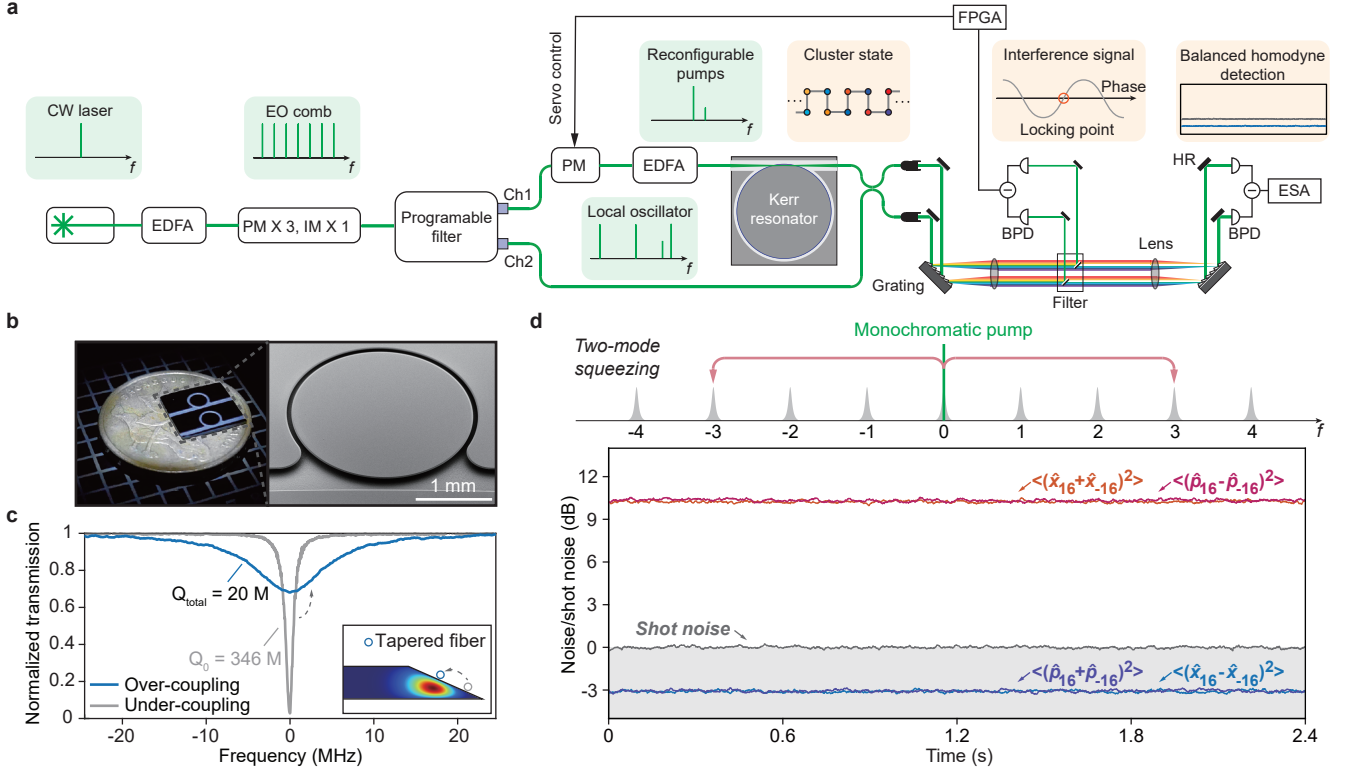 a
FPGA
CW laser
f
EO comb
f
Servo control
Reconfigurable
pumps
f
Cluster state
Interference signal
Phase
Locking point
Balanced homodyne
detection
EDFA
PM X 3, IM X 1
Programable
filter
Ch1
Ch2
PM
EDFA
Local oscillator
f
Kerr
resonator
BPD
HR
BPD
ESA
Lens
Grating
Filter
b
1 mm
c
Normalized transmission
1
0.8
0.6
0.4
0.2
0
Qtotal = 20 M
Q0 = 346 M
Over-coupling
Under-coupling
Tapered fiber
-20
-10
0
10
20
Frequency (MHz)
d
Monochromatic pump
Two-mode
squeezing
-4
-3
-2
-1
0
1
2
3
4
f
Noise/shot noise (dB)
12
9
6
3
0
-3
<(x̂16+x̂-16)2>
<(p̂16-p̂-16)2>
Shot noise
<(p̂16+p̂-16)2>
<(x̂16-x̂-16)2>
0
0.6
1.2
1.8
2.4
Time (s)